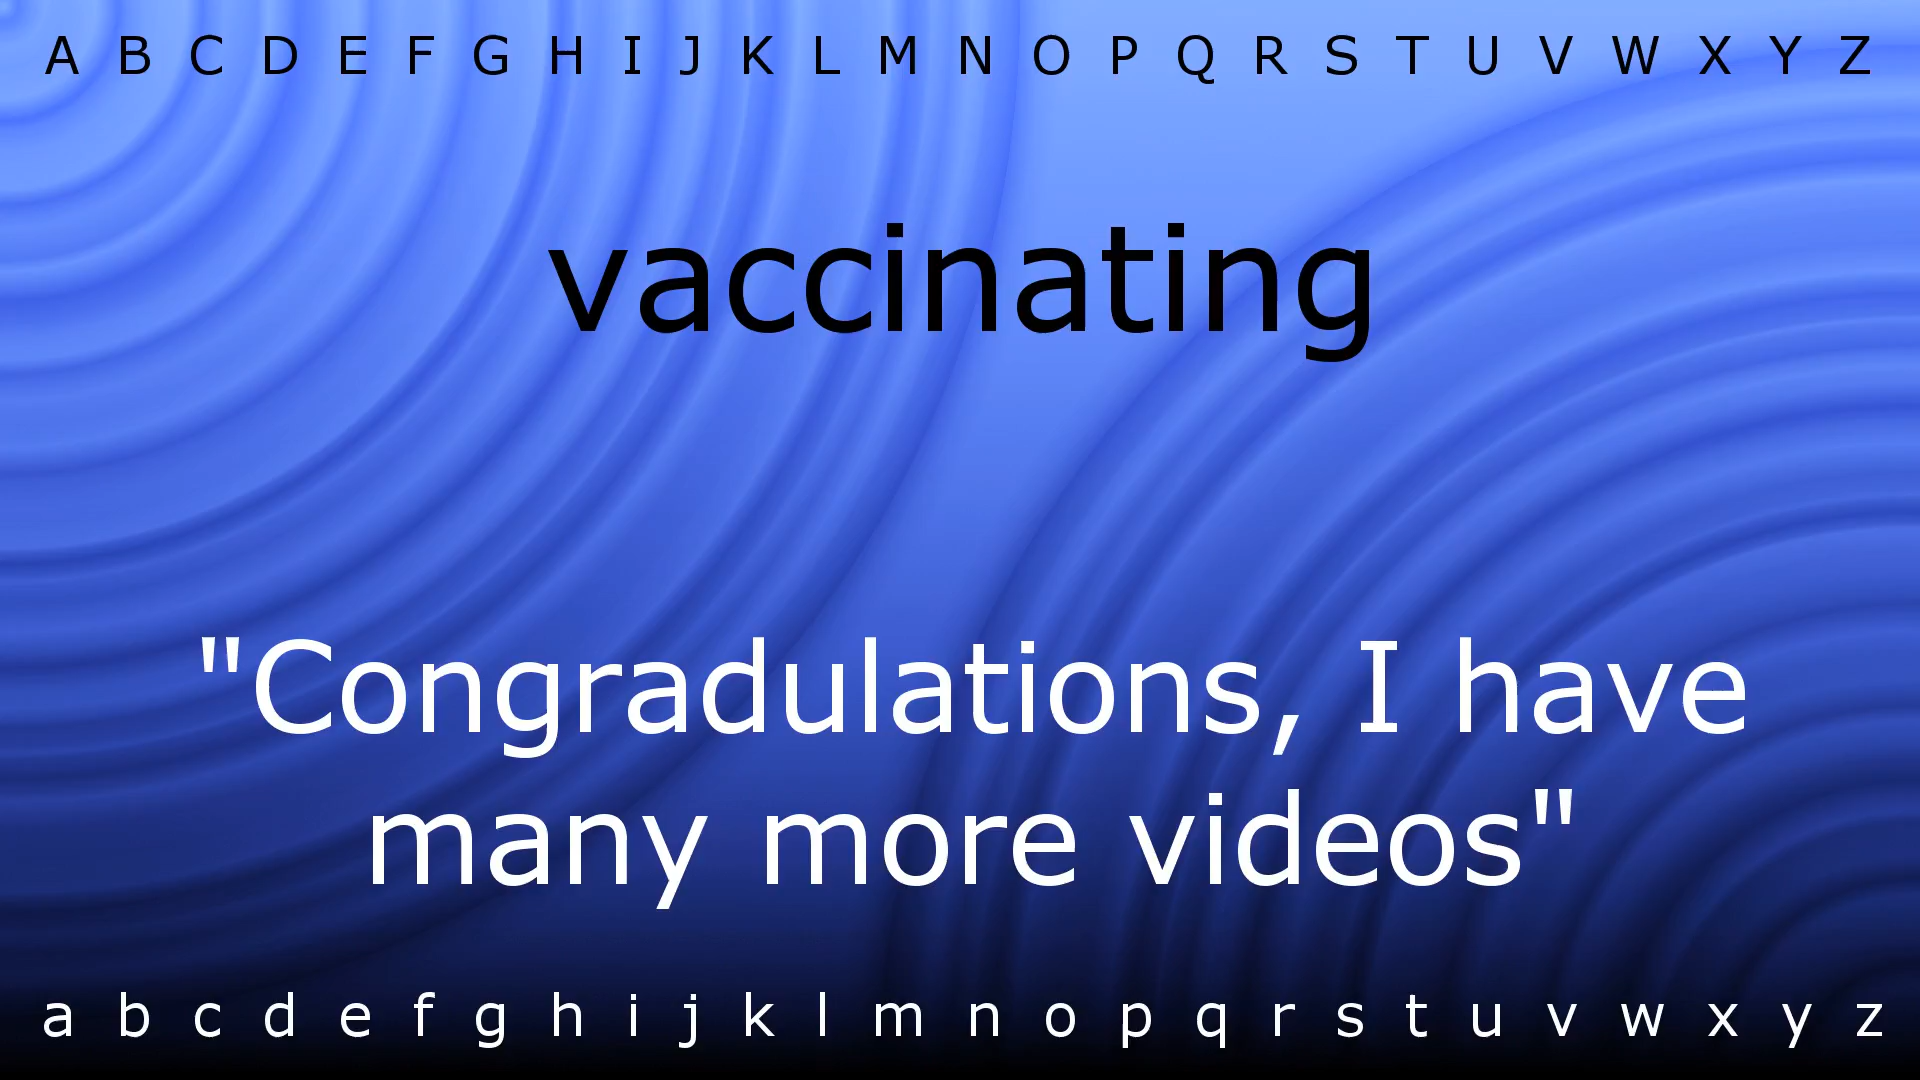 A B C D E F G H I J K L M N O P Q R S T U V W X Y Z
vaccinating
"Congradulations, I have
many more videos"
a b c d e f g h i j k l m n o p q r s t u v w x y z